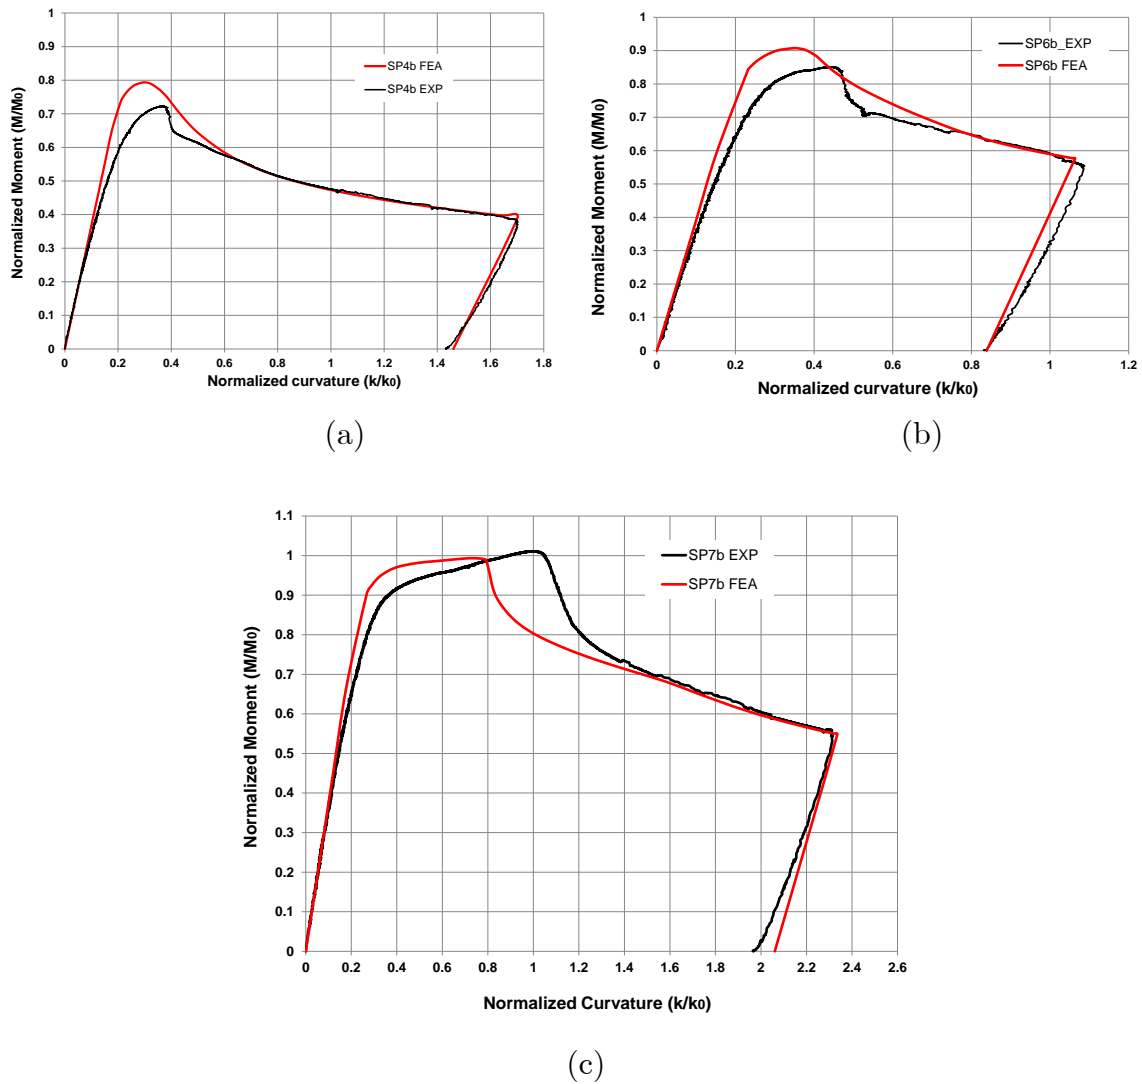 1
0.9
0.8
0.7
0.6
0.5
0.4
0.3
0.2
0.1
0
Normalized Moment (M/M0)
SP4b FEA
SP4b EXP
0 0.2 0.4 0.6 0.8 1 1.2 1.4 1.6 1.8
Normalized curvature (k/k0)
(a)
1
0.9
0.8
0.7
0.6
0.5
0.4
0.3
0.2
0.1
0
Normalized Moment (M/M0)
SP6b_EXP
SP6b FEA
0 0.2 0.4 0.6 0.8 1 1.2
Normalized curvature (k/k0)
(b)
1.1
1
0.9
0.8
0.7
0.6
0.5
0.4
0.3
0.2
0.1
0
Normalized Moment (M/M0)
SP7b EXP
SP7b FEA
0 0.2 0.4 0.6 0.8 1 1.2 1.4 1.6 1.8 2 2.2 2.4 2.6
Normalized Curvature (k/k0)
(c)